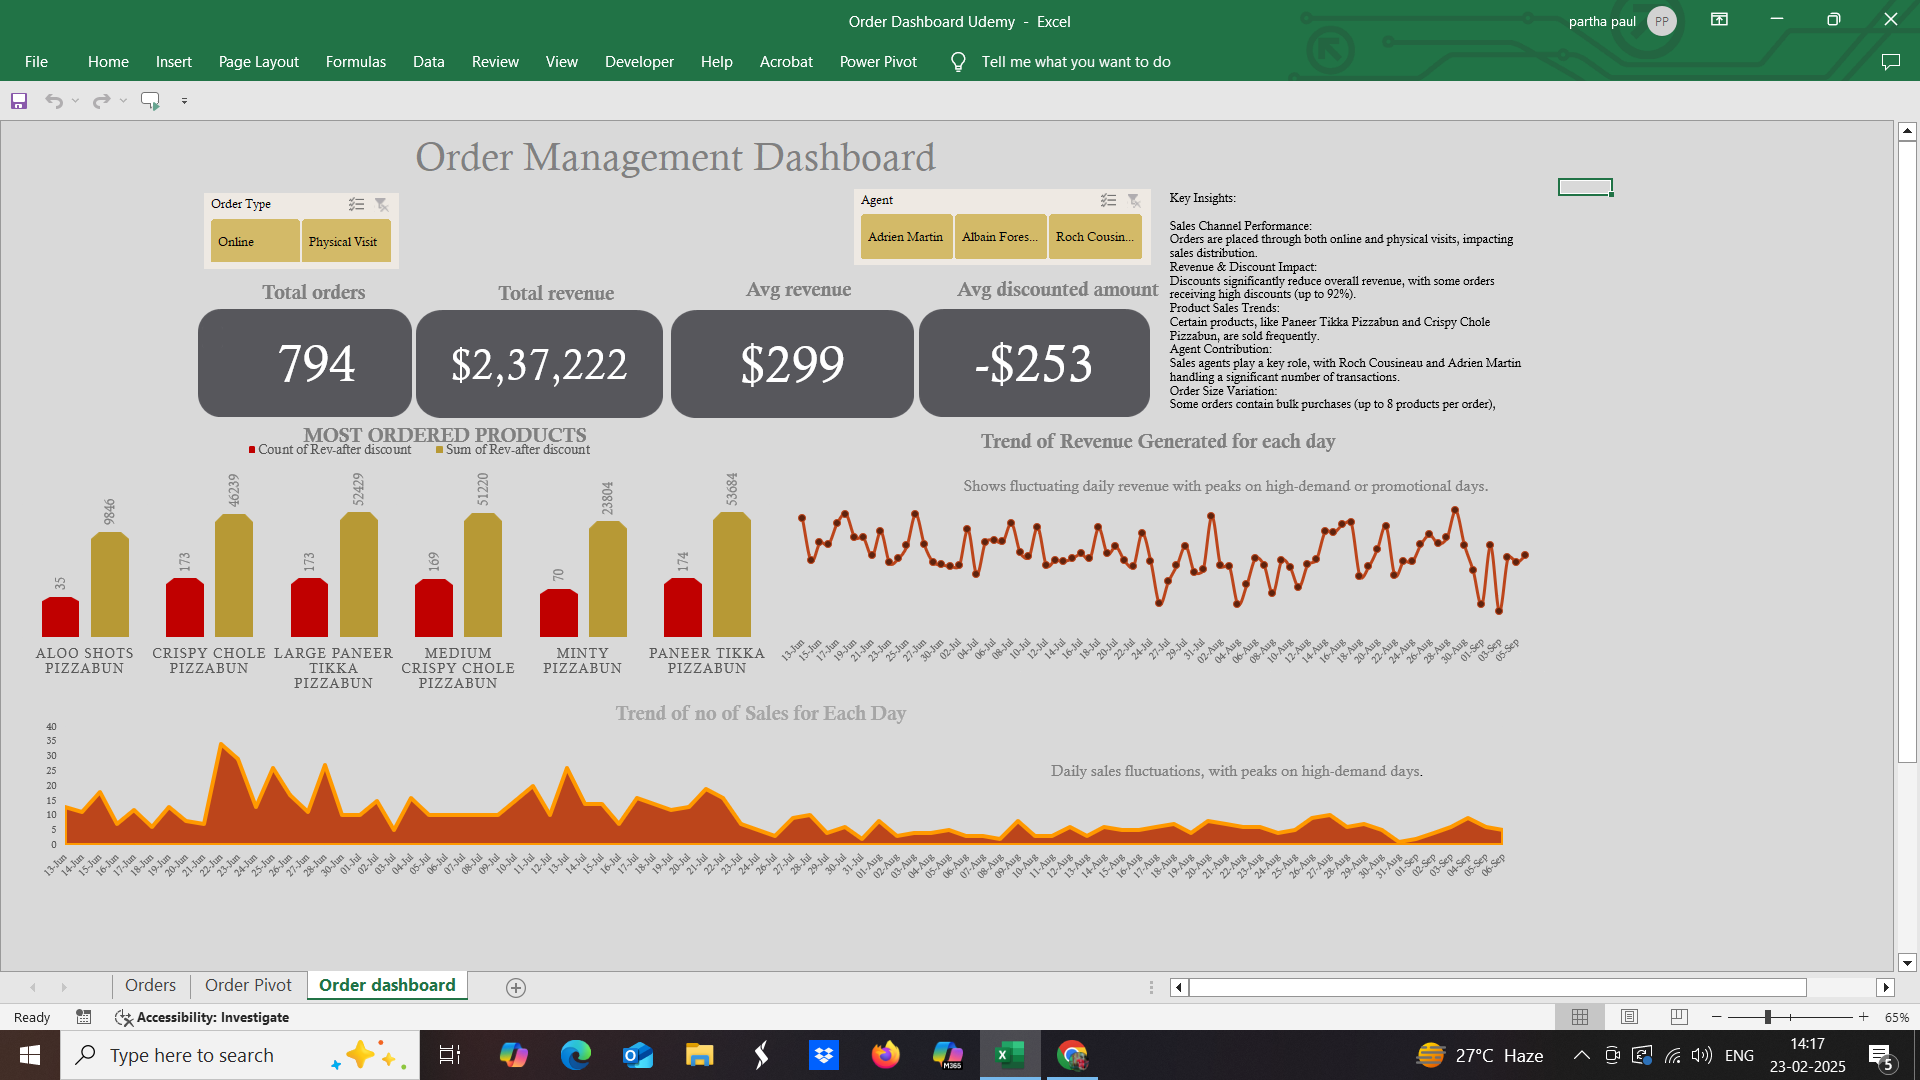 Order Dashboard Udemy - Excel
partha paul
PP
File Home Insert Page Layout Formulas Data Review View Developer Help Acrobat Power Pivot Tell me what you want to do
Order Management Dashboard
Order Type
Online
Physical Visit
Agent
Adrien Martin
Albain Fores...
Roch Cousin...
Key Insights:
Sales Channel Performance:
Orders are placed through both online and physical visits, impacting
sales distribution.
Revenue & Discount Impact:
Discounts significantly reduce overall revenue, with some orders
receiving high discounts (up to 92%).
Product Sales Trends:
Certain products, like Paneer Tikka Pizzabun and Crispy Chole
Pizzabun, are sold frequently.
Agent Contribution:
Sales agents play a key role, with Roch Cousineau and Adrien Martin
handling a significant number of transactions.
Order Size Variation:
Some orders contain bulk purchases (up to 8 products per order),
Total orders
Total revenue
Avg revenue
Avg discounted amount
794
$2,37,222
$299
-$253
MOST ORDERED PRODUCTS
Count of Rev-after discount
Sum of Rev-after discount
35 9846 173 46239 173 52429 169 51220 70 23804 174 53684
ALOO SHOTS
PIZZABUN
CRISPY CHOLE
PIZZABUN
LARGE PANEER
TIKKA
PIZZABUN
MEDIUM
CRISPY CHOLE
PIZZABUN
MINTY
PIZZABUN
PANEER TIKKA
PIZZABUN
Trend of Revenue Generated for each day
Shows fluctuating daily revenue with peaks on high-demand or promotional days.
13-Jun 15-Jun 17-Jun 19-Jun 21-Jun 23-Jun 25-Jun 27-Jun 30-Jun 02-Jul 04-Jul 06-Jul 08-Jul 10-Jul 12-Jul 14-Jul 16-Jul 18-Jul 20-Jul 22-Jul 24-Jul 27-Jul 29-Jul 31-Jul 02-Aug 04-Aug 06-Aug 08-Aug 10-Aug 12-Aug 14-Aug 16-Aug 18-Aug 20-Aug 22-Aug 24-Aug 26-Aug 28-Aug 30-Aug 01-Sep 03-Sep 05-Sep
Trend of no of Sales for Each Day
Daily sales fluctuations, with peaks on high-demand days.
40
35
30
25
20
15
10
5
0
13-Jun 14-Jun 15-Jun 16-Jun 17-Jun 18-Jun 19-Jun 20-Jun 21-Jun 22-Jun 23-Jun 24-Jun 25-Jun 26-Jun 27-Jun 28-Jun 30-Jun 01-Jul 02-Jul 03-Jul 04-Jul 05-Jul 06-Jul 07-Jul 08-Jul 09-Jul 10-Jul 11-Jul 12-Jul 13-Jul 14-Jul 15-Jul 16-Jul 17-Jul 18-Jul 19-Jul 20-Jul 21-Jul 22-Jul 23-Jul 24-Jul 26-Jul 27-Jul 28-Jul 29-Jul 30-Jul 31-Jul 01-Aug 02-Aug 03-Aug 04-Aug 05-Aug 06-Aug 07-Aug 08-Aug 09-Aug 10-Aug 11-Aug 12-Aug 13-Aug 14-Aug 15-Aug 16-Aug 17-Aug 18-Aug 19-Aug 20-Aug 21-Aug 22-Aug 23-Aug 24-Aug 25-Aug 26-Aug 27-Aug 28-Aug 29-Aug 30-Aug 31-Aug 01-Sep 02-Sep 03-Sep 04-Sep 05-Sep 06-Sep
Orders Order Pivot Order dashboard
Ready Accessibility: Investigate 65%
Type here to search
M365
27°C Haze
ENG
14:17
23-02-2025
5